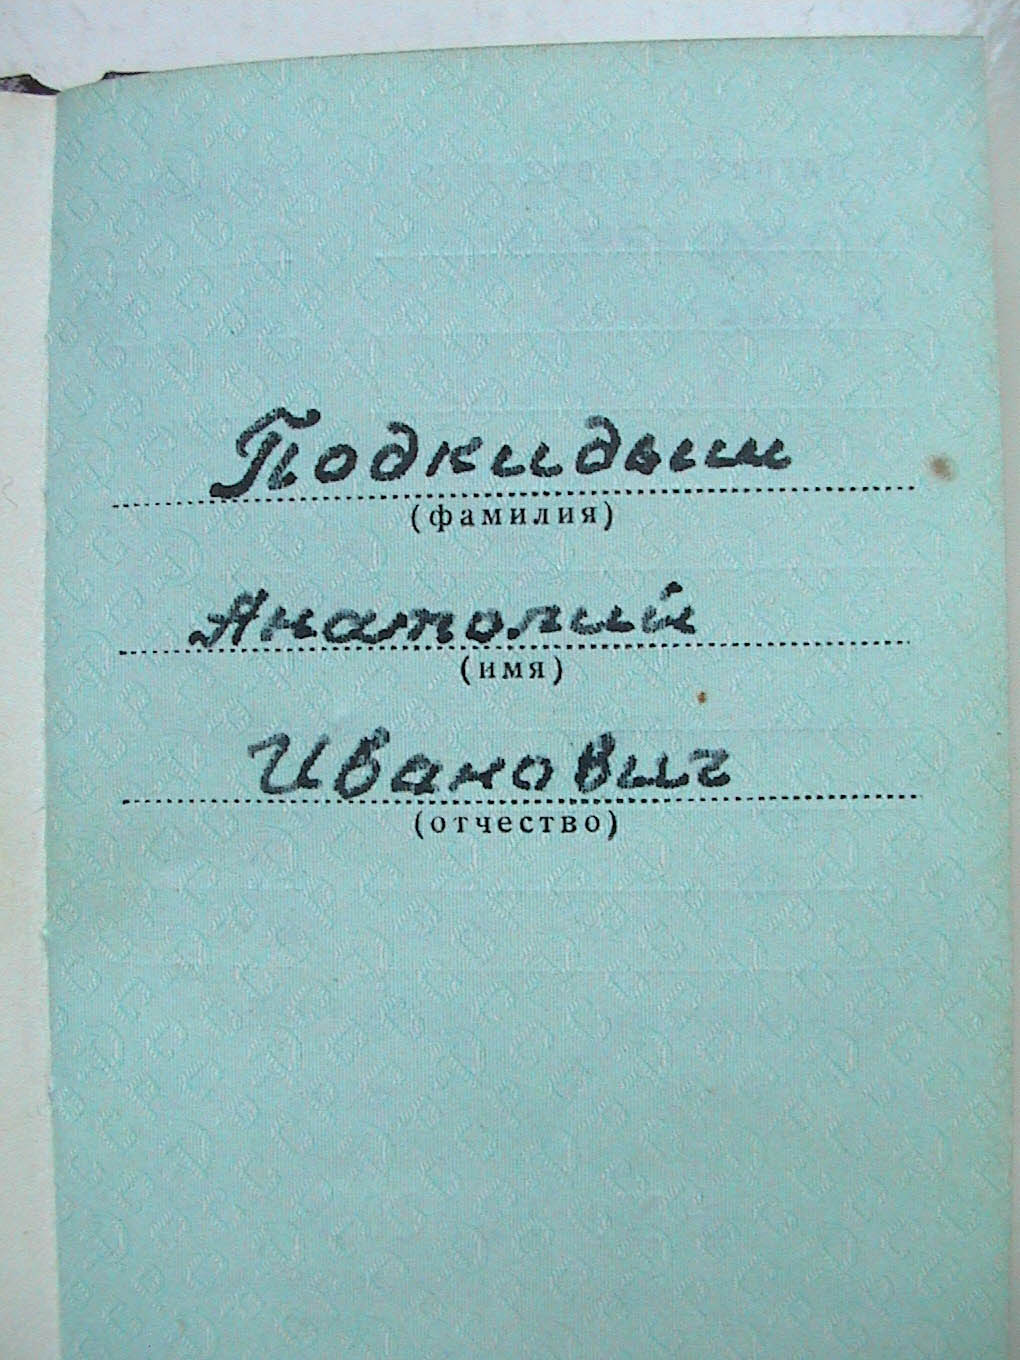 Подкидыш
(фамилия)
Анатолий
(имя)
Иванович
(отчество)